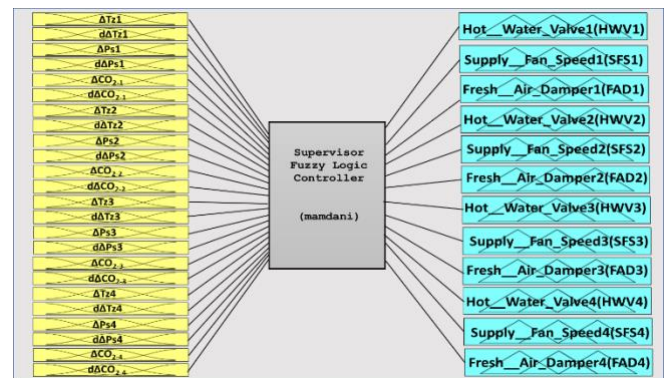 ΔTz1
dΔTz1
ΔPs1
dΔPs1
ΔCO2-1
dΔCO2-1
ΔTz2
dΔTz2
ΔPs2
dΔPs2
ΔCO2-2
dΔCO2-2
ΔTz3
dΔTz3
ΔPs3
dΔPs3
ΔCO2-3
dΔCO2-4
ΔTz4
dΔTz4
ΔPs4
dΔPs4
ΔCO2-4
dΔCO2-4
Supervisor
Fuzzy Logic
Controller
(mamdani)
Hot__Water_Valve1(HWV1)
Supply__Fan_Speed1(SFS1)
Fresh__Air_Damper1(FAD1)
Hot__Water_Valve2(HWV2)
Supply__Fan_Speed2(SFS2)
Fresh__Air_Damper2(FAD2)
Hot__Water_Valve3(HWV3)
Supply__Fan_Speed3(SFS3)
Fresh__Air_Damper3(FAD3)
Hot__Water_Valve4(HWV4)
Supply__Fan_Speed4(SFS4)
Fresh__Air_Damper4(FAD4)